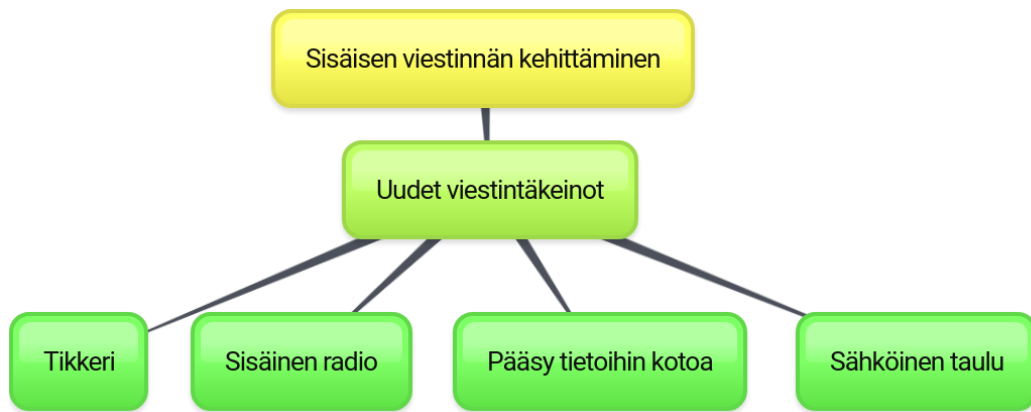 Sisäisen viestinnän kehittäminen
Uudet viestintäkeinot
Tikkeri
Sisäinen radio
Pääsy tietoihin kotoa
Sähköinen taulu